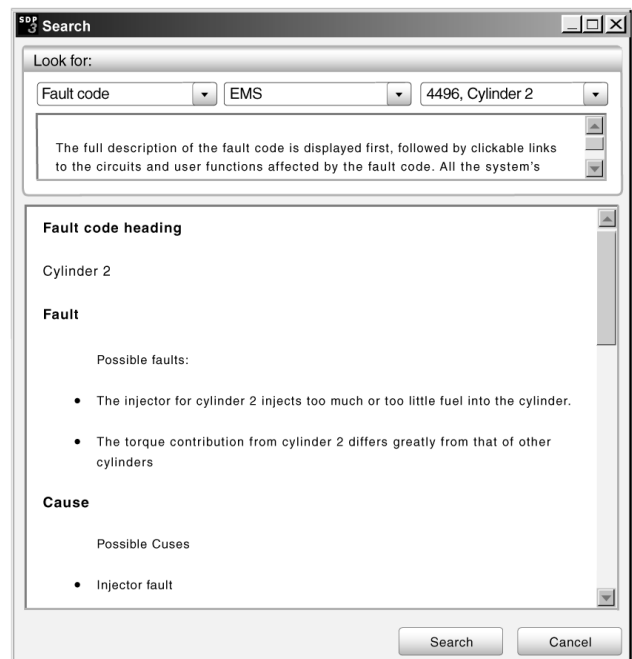 SDP
3 Search
Look for:
Fault code EMS 4496, Cylinder 2
The full description of the fault code is displayed first, followed by clickable links
to the circuits and user functions affected by the fault code. All the system's
Fault code heading
Cylinder 2
Fault
Possible faults:
• The injector for cylinder 2 injects too much or too little fuel into the cylinder.
• The torque contribution from cylinder 2 differs greatly from that of other
cylinders
Cause
Possible Cuses
• Injector fault
Search Cancel